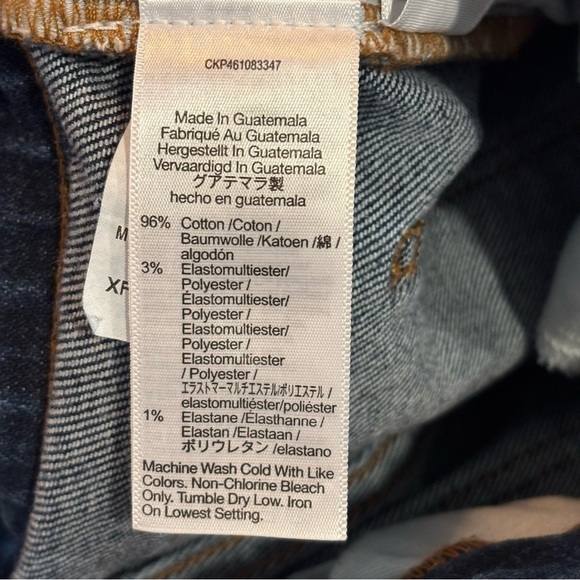 CKP461083347
Made In Guatemala
Fabriqué Au Guatemala
Hergestellt In Guatemala
Vervaardigd In Guatemala
グアテマラ製
hecho en guatemala
96% Cotton /Coton /
Baumwolle /Katoen /綿 /
algodón
3% Elastomultiester/
Polyester /
Élastomultiester/
Polyester /
Elastomultiester/
Polyester /
Elastomultiester
/ Polyester /
エラストマーマルチエステル/ポリエステル /
elastomultiéster/poliéster
1% Elastane /Élasthanne /
Elastan /Elastaan /
ポリウレタン /elastano
Machine Wash Cold With Like
Colors. Non-Chlorine Bleach
Only. Tumble Dry Low. Iron
On Lowest Setting.
M